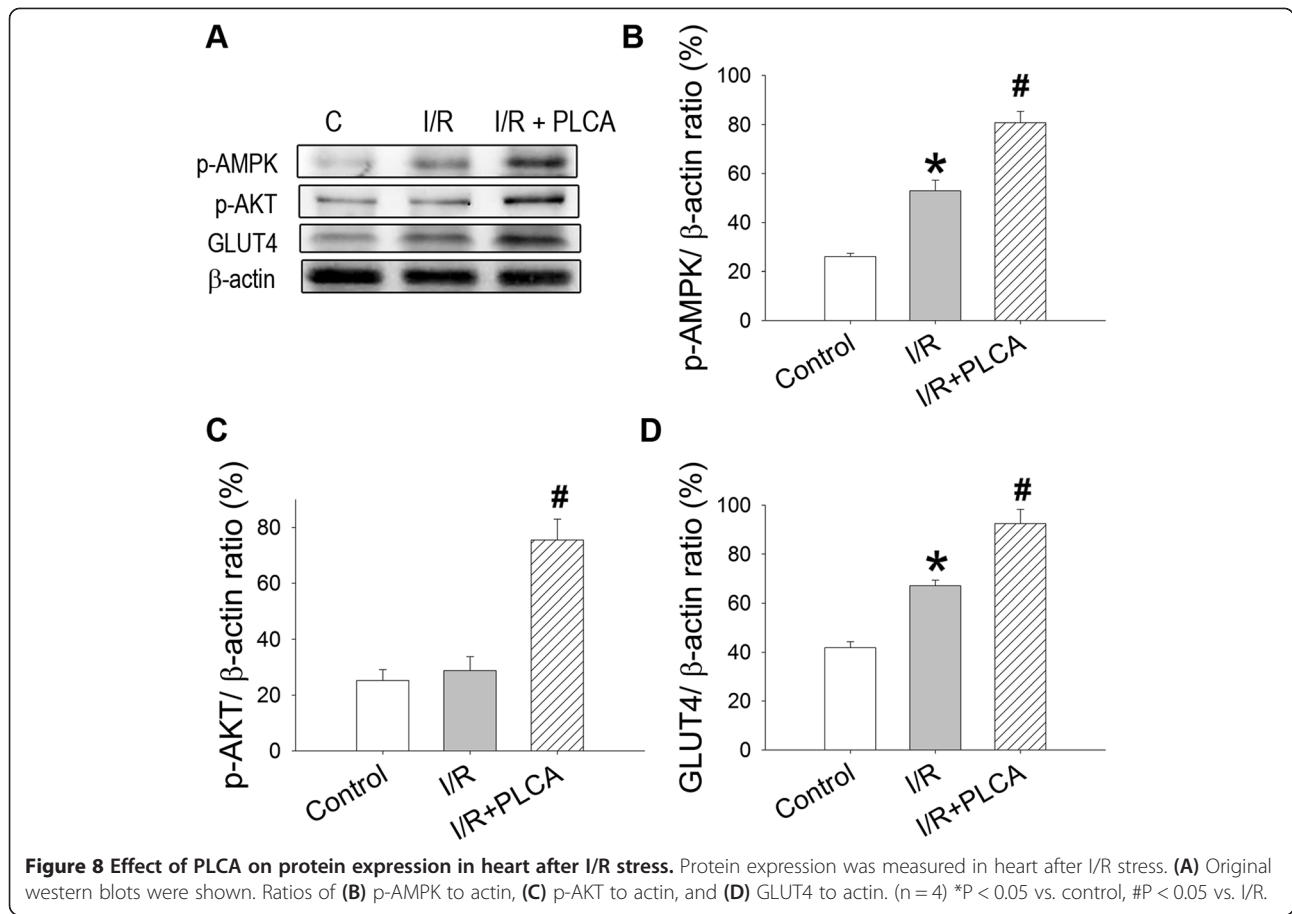 A
C I/R I/R + PLCA
p-AMPK
p-AKT
GLUT4
β-actin
B
p-AMPK/ β-actin ratio (%)
100
80
60
40
20
0
*
#
Control
I/R
I/R+PLCA
C
p-AKT/ β-actin ratio (%)
80
60
40
20
0
#
Control
I/R
I/R+PLCA
D
GLUT4/ β-actin ratio (%)
100
80
60
40
20
0
*
#
Control
I/R
I/R+PLCA
Figure 8 Effect of PLCA on protein expression in heart after I/R stress. Protein expression was measured in heart after I/R stress. (A) Original
western blots were shown. Ratios of (B) p-AMPK to actin, (C) p-AKT to actin, and (D) GLUT4 to actin. (n = 4) *P < 0.05 vs. control, #P < 0.05 vs. I/R.